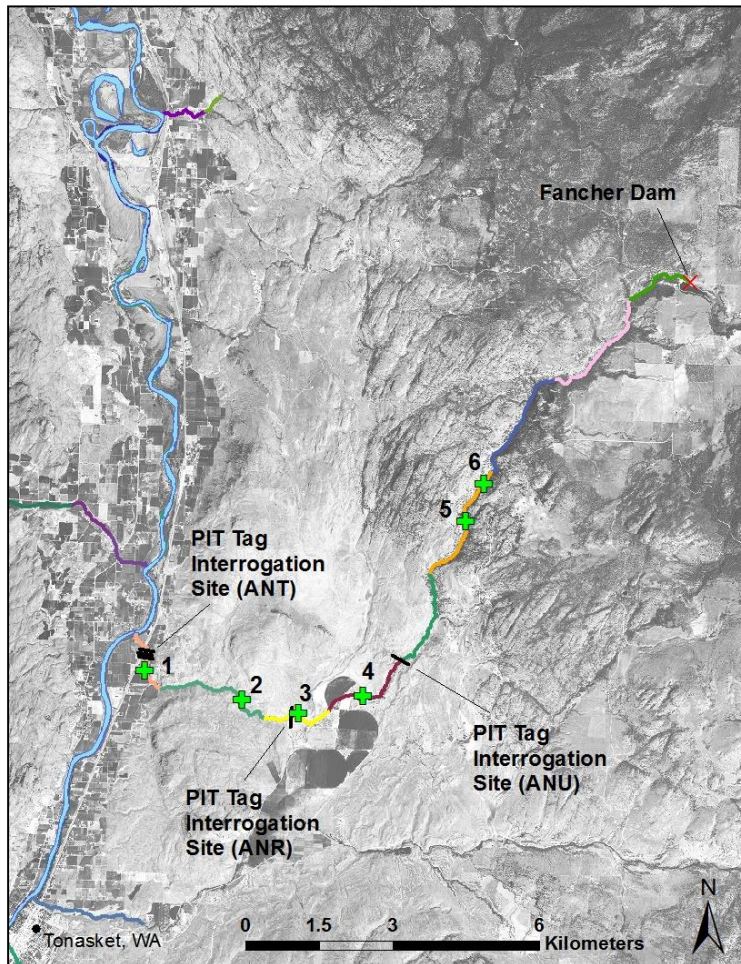 Fancher Dam
6
5
PIT Tag
Interrogation
Site (ANT)
1
2
3
4
PIT Tag
Interrogation
Site (ANU)
PIT Tag
Interrogation
Site (ANR)
N
0 1.5 3 6
Kilometers
Tonasket, WA